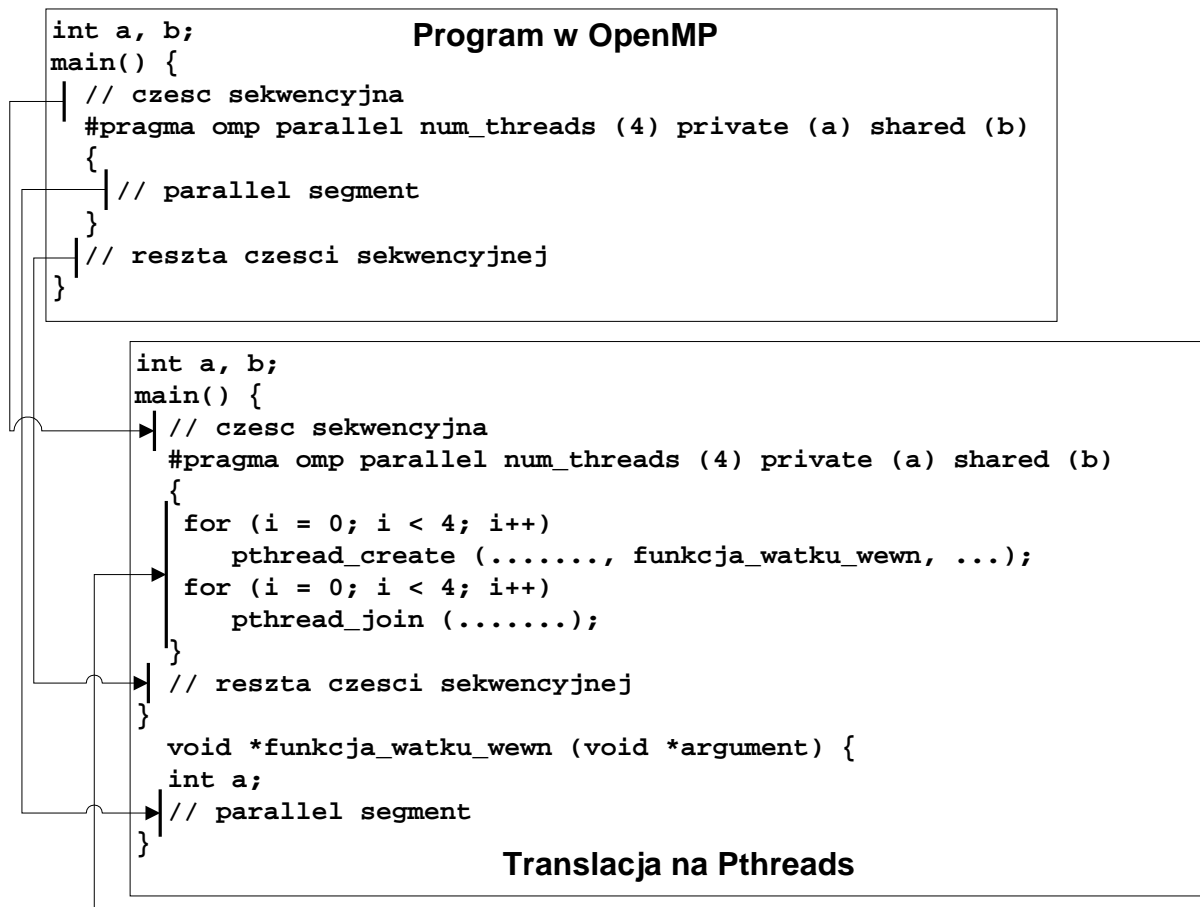 int a, b;
Program w OpenMP
main() {
// czesc sekwencyjna
#pragma omp parallel num_threads (4) private (a) shared (b)
{
// parallel segment
}
// reszta czesci sekwencyjnej
}
int a, b;
main() {
// czesc sekwencyjna
#pragma omp parallel num_threads (4) private (a) shared (b)
{
for (i = 0; i < 4; i++)
pthread_create (......., funkcja_watku_wewn, ...);
for (i = 0; i < 4; i++)
pthread_join (.......);
}
// reszta czesci sekwencyjnej
}
void *funkcja_watku_wewn (void *argument) {
int a;
// parallel segment
}
Translacja na Pthreads